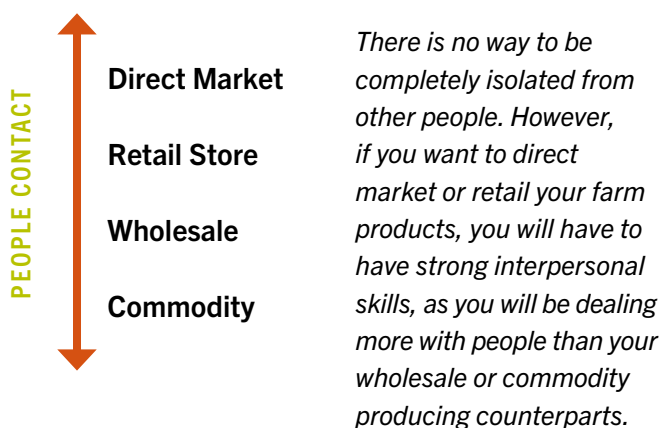 PEOPLE CONTACT
Direct Market
Retail Store
Wholesale
Commodity
There is no way to be
completely isolated from
other people. However,
if you want to direct
market or retail your farm
products, you will have to
have strong interpersonal
skills, as you will be dealing
more with people than your
wholesale or commodity
producing counterparts.